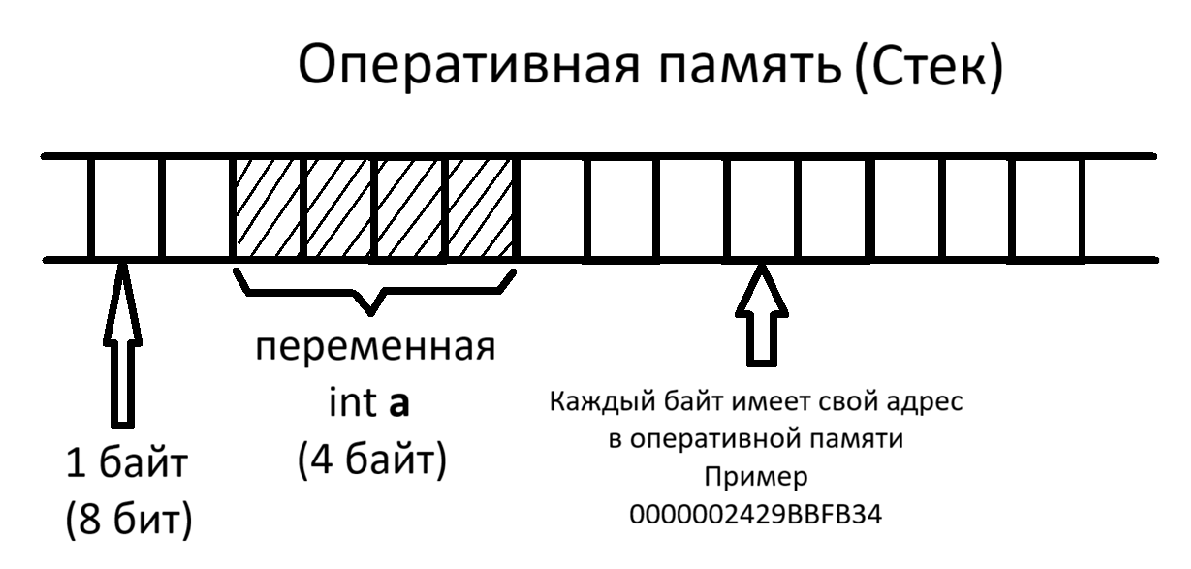 Оперативная память (Стек)
1 байт
(8 бит)
переменная
int a
(4 байт)
Каждый байт имеет свой адрес
в оперативной памяти
Пример
0000002429BBFB34